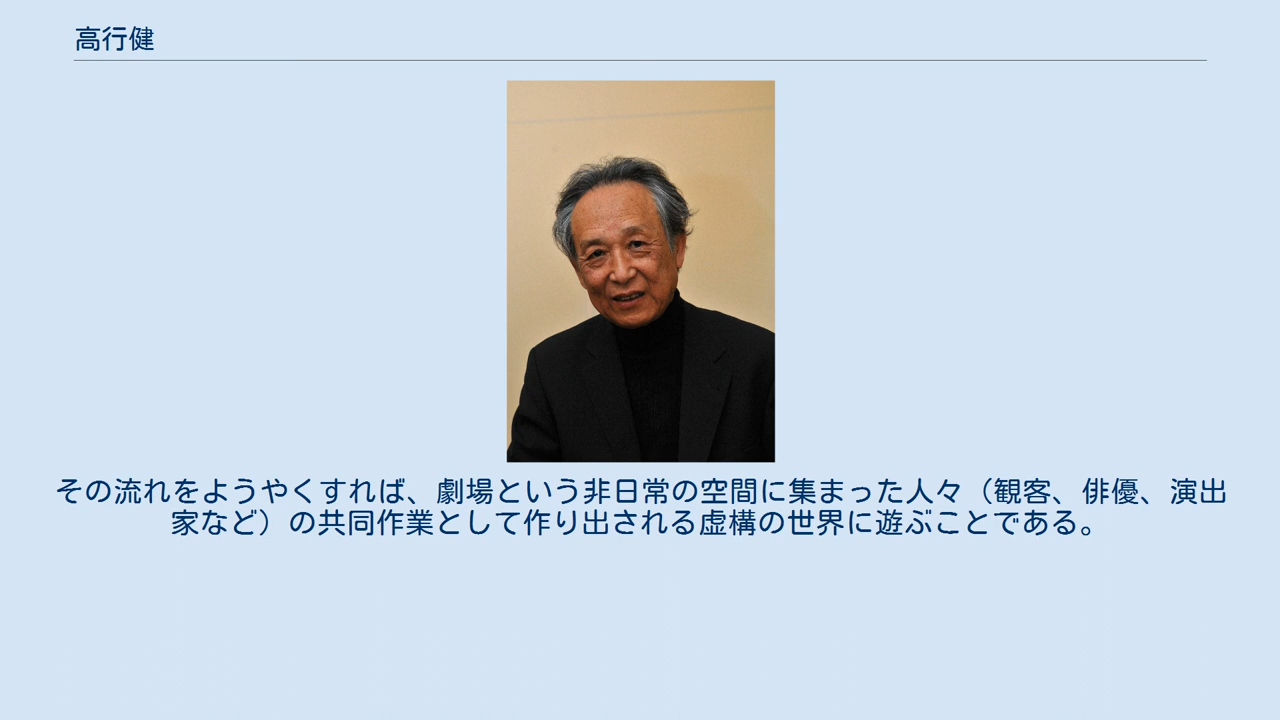 高行健
その流れをようやくすれば、劇場という非日常の空間に集まった人々（観客、俳優、演出
家など）の共同作業として作り出される虚構の世界に遊ぶことである。